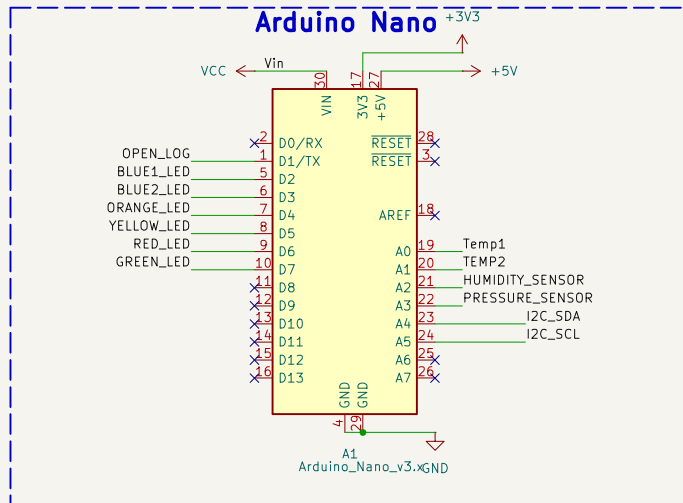 Arduino Nano
+3V3
VCC
Vin
+5V
30
17
27
VIN
3V3
+5V
2
D0/RX
RESET
28
OPEN_LOG
1
D1/TX
RESET
3
BLUE1_LED
5
D2
BLUE2_LED
6
D3
ORANGE_LED
7
D4
AREF
18
YELLOW_LED
8
D5
RED_LED
9
D6
A0
19
Temp1
GREEN_LED
10
D7
A1
20
TEMP2
11
D8
A2
21
HUMIDITY_SENSOR
12
D9
A3
22
PRESSURE_SENSOR
13
D10
A4
23
I2C_SDA
14
D11
A5
24
I2C_SCL
15
D12
A6
25
16
D13
A7
26
GND
GND
4
29
A1
Arduino_Nano_v3.x
GND